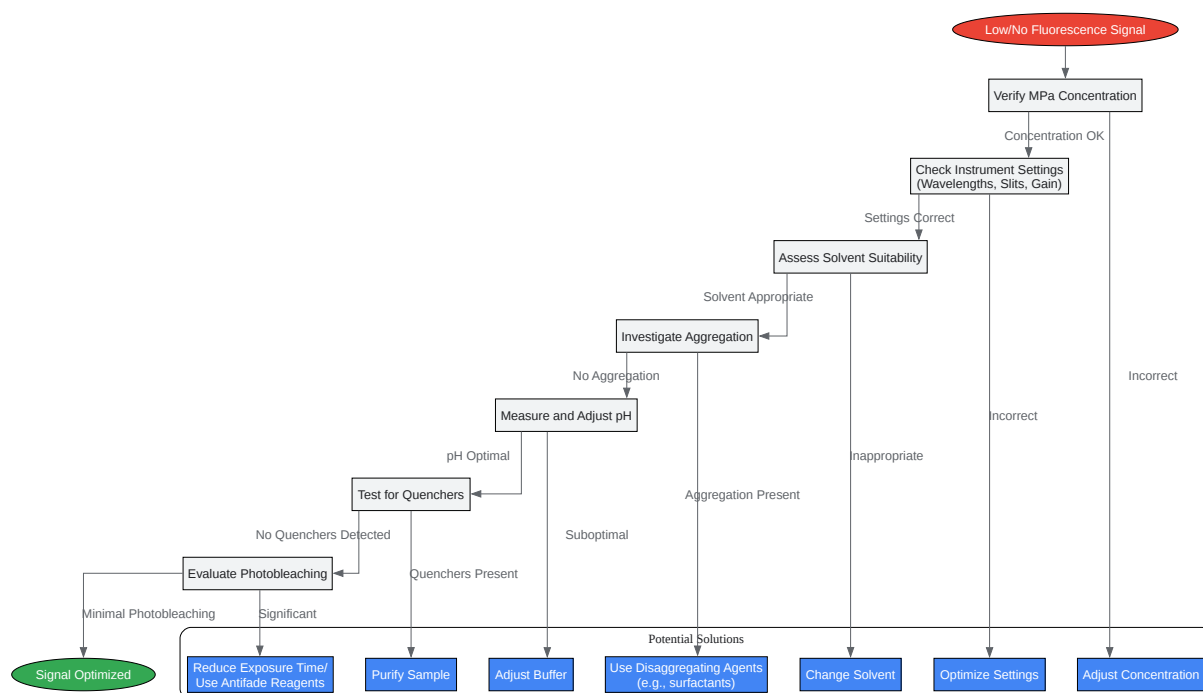 Low/No Fluorescence Signal
Verify MPa Concentration
Concentration OK
Check Instrument Settings
(Wavelengths, Slits, Gain)
Settings Correct
Assess Solvent Suitability
Solvent Appropriate
Investigate Aggregation
No Aggregation
Incorrect
Measure and Adjust pH
Incorrect
pH Optimal
Inappropriate
Test for Quenchers
Aggregation Present
No Quenchers Detected
Suboptimal
Evaluate Photobleaching
Quenchers Present
Minimal Photobleaching
Significant
Potential Solutions
Signal Optimized
Reduce Exposure Time/
Use Antifade Reagents
Purify Sample
Adjust Buffer
Use Disaggregating Agents
(e.g., surfactants)
Change Solvent
Optimize Settings
Adjust Concentration